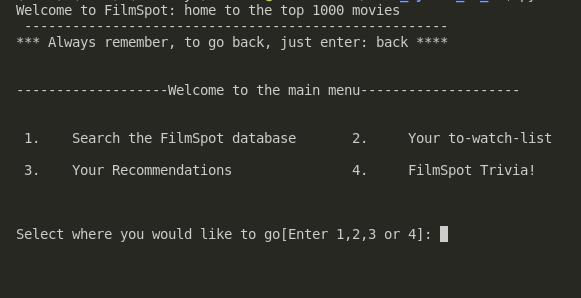 Welcome to FilmSpot: home to the top 1000 movies
-----------------------------------------------------
*** Always remember, to go back, just enter: back ****
-------------------Welcome to the main menu--------------------
1. Search the FilmSpot database 2. Your to-watch-list
3. Your Recommendations 4. FilmSpot Trivia!
Select where you would like to go[Enter 1,2,3 or 4]: